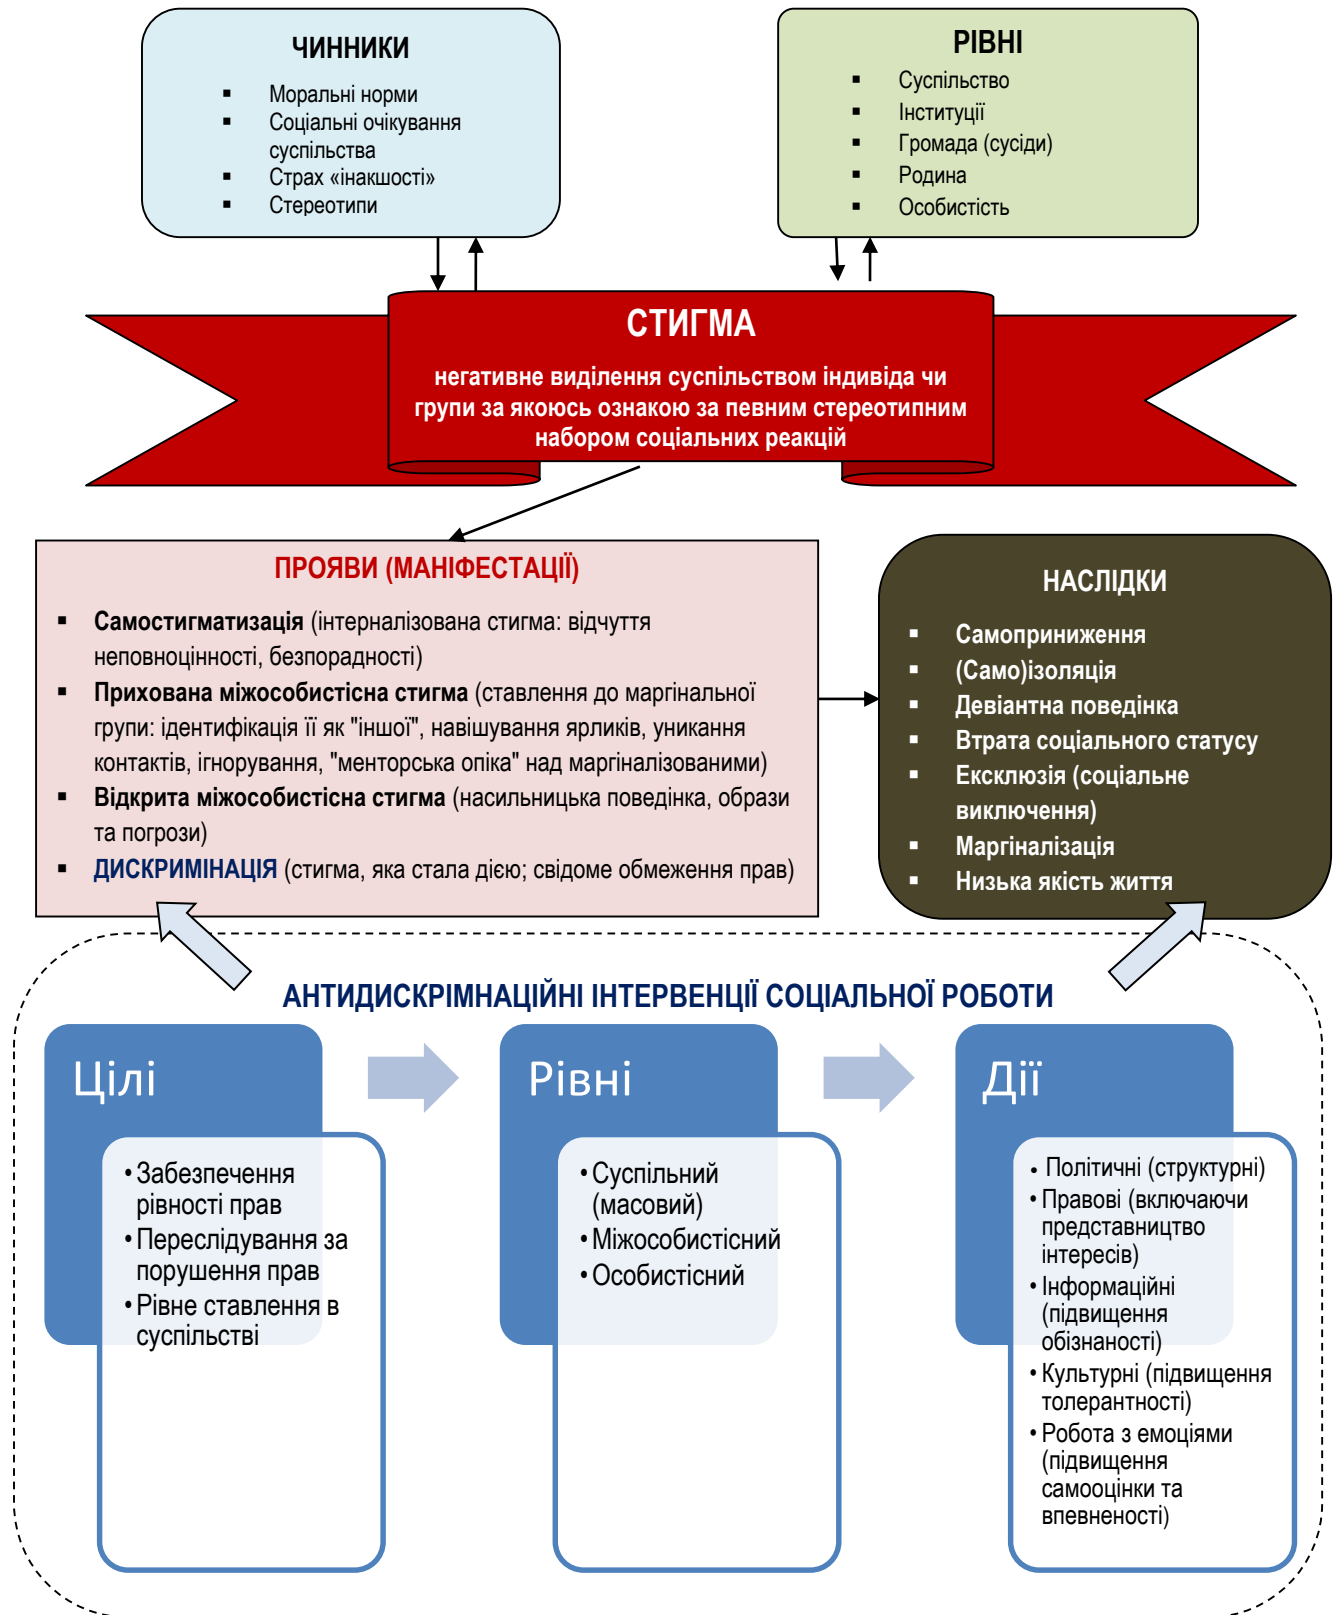 ЧИННИКИ
▪ Моральні норми
▪ Соціальні очікування
суспільства
▪ Страх «інакшості»
▪ Стереотипи
РІВНІ
▪ Суспільство
▪ Інституції
▪ Громада (сусіди)
▪ Родина
▪ Особистість
СТИГМА
негативне виділення суспільством індивіда чи
групи за якоюсь ознакою за певним стереотипним
набором соціальних реакцій
ПРОЯВИ (МАНІФЕСТАЦІЇ)
▪ Самостигматизація (інтерналізована стигма: відчуття
неповноцінності, безпорадності)
▪ Прихована міжособистісна стигма (ставлення до маргінальної
групи: ідентифікація її як "іншої", навішування ярликів, уникання
контактів, ігнорування, "менторська опіка" над маргіналізованими)
▪ Відкрита міжособистісна стигма (насильницька поведінка, образи
та погрози)
▪ ДИСКРИМІНАЦІЯ (стигма, яка стала дією; свідоме обмеження прав)
НАСЛІДКИ
▪ Самоприниження
▪ (Само)ізоляція
▪ Девіантна поведінка
▪ Втрата соціального статусу
▪ Ексклюзія (соціальне
виключення)
▪ Маргіналізація
▪ Низька якість життя
АНТИДИСКРІМНАЦІЙНІ ІНТЕРВЕНЦІЇ СОЦІАЛЬНОЇ РОБОТИ
Цілі
• Забезпечення
рівності прав
• Переслідування за
порушення прав
• Рівне ставлення в
суспільстві
Рівні
• Суспільний
(масовий)
• Міжособистісний
• Особистісний
Дії
• Політичні (структурні)
• Правові (включаючи
представництво
інтересів)
• Інформаційні
(підвищення
обізнаності)
• Культурні (підвищення
толерантності)
• Робота з емоціями
(підвищення
самооцінки та
впевненості)